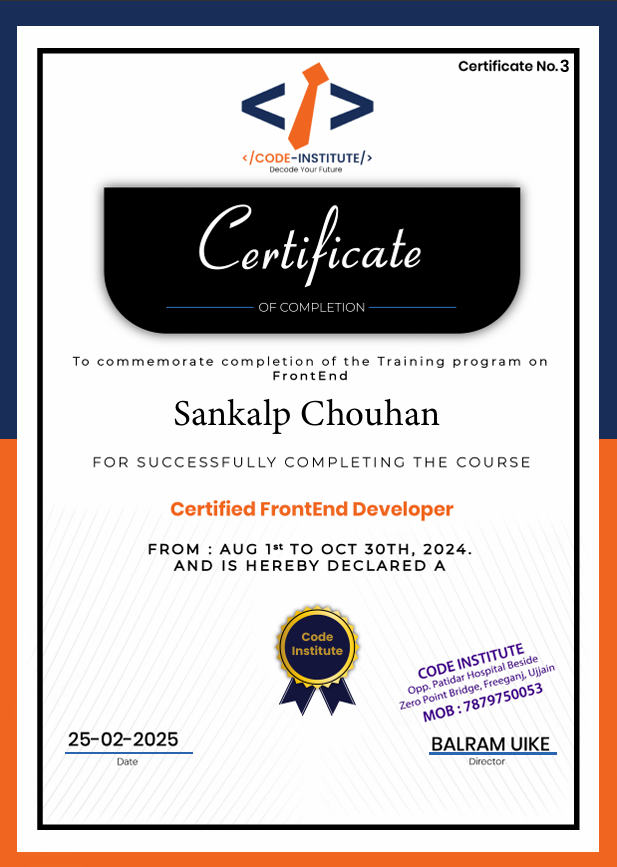 Certificate No.3
</CODE-INSTITUTE/>
Decode Your Future
Certificate
OF COMPLETION
To commemorate completion of the Training program on
FrontEnd
Sankalp Chouhan
FOR SUCCESSFULLY COMPLETING THE COURSE
Certified FrontEnd Developer
FROM : AUG 1st TO OCT 30TH, 2024.
AND IS HEREBY DECLARED A
Code
Institute
CODE INSTITUTE
Opp. Patidar Hospital Beside
Zero Point Bridge, Freeganj, Ujjain
MOB : 7879750053
25-02-2025
Date
BALRAM UIKE
Director